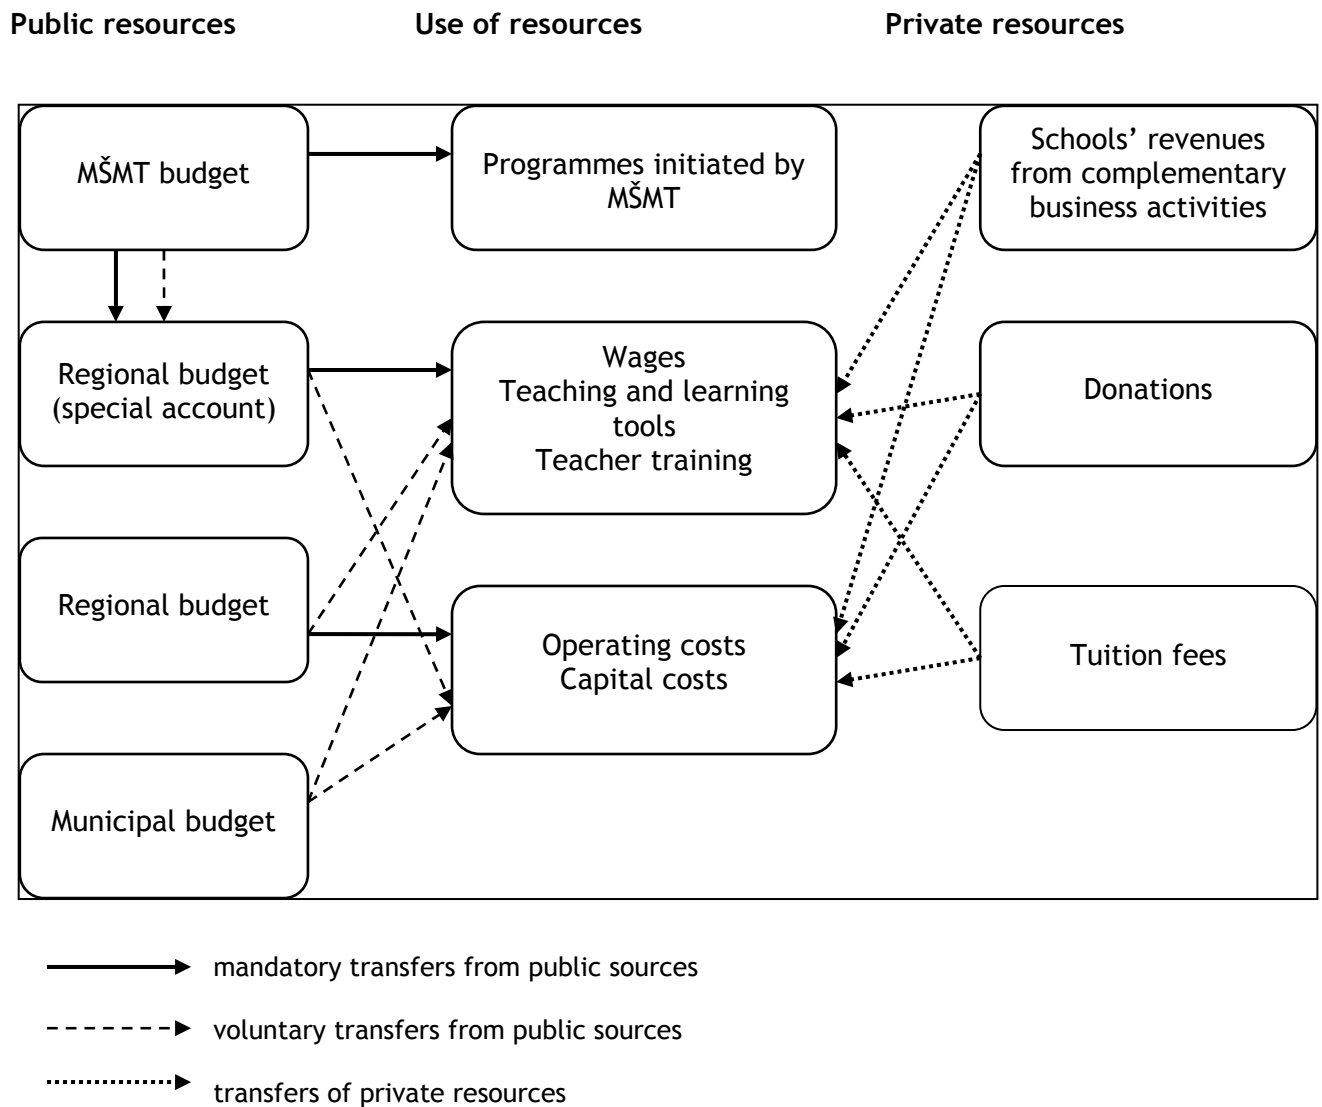 Public resources
Use of resources
Private resources
MŠMT budget
Programmes initiated by
MŠMT
Schools’ revenues
from complementary
business activities
Regional budget
(special account)
Wages
Teaching and learning
tools
Teacher training
Donations
Regional budget
Operating costs
Capital costs
Tuition fees
Municipal budget
mandatory transfers from public sources
voluntary transfers from public sources
transfers of private resources